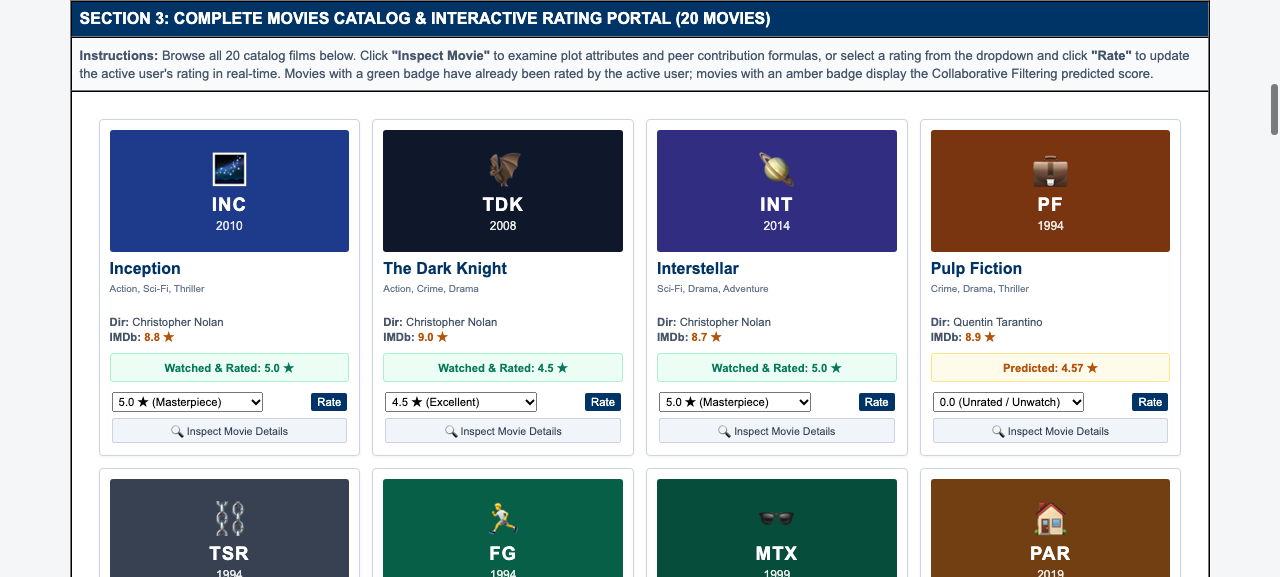 SECTION 3: COMPLETE MOVIES CATALOG & INTERACTIVE RATING PORTAL (20 MOVIES)
Instructions: Browse all 20 catalog films below. Click "Inspect Movie" to examine plot attributes and peer contribution formulas, or select a rating from the dropdown and click "Rate" to update
the active user's rating in real-time. Movies with a green badge have already been rated by the active user; movies with an amber badge display the Collaborative Filtering predicted score.
INC
2010
Inception
Action, Sci-Fi, Thriller
Dir: Christopher Nolan
IMDb: 8.8 ★
Watched & Rated: 5.0 ★
5.0 ★ (Masterpiece)
Rate
🔍 Inspect Movie Details
TDK
2008
The Dark Knight
Action, Crime, Drama
Dir: Christopher Nolan
IMDb: 9.0 ★
Watched & Rated: 4.5 ★
4.5 ★ (Excellent)
Rate
🔍 Inspect Movie Details
INT
2014
Interstellar
Sci-Fi, Drama, Adventure
Dir: Christopher Nolan
IMDb: 8.7 ★
Watched & Rated: 5.0 ★
5.0 ★ (Masterpiece)
Rate
🔍 Inspect Movie Details
PF
1994
Pulp Fiction
Crime, Drama, Thriller
Dir: Quentin Tarantino
IMDb: 8.9 ★
Predicted: 4.57 ★
0.0 (Unrated / Unwatch)
Rate
🔍 Inspect Movie Details
TSR
1994
FG
1994
MTX
1999
PAR
2019